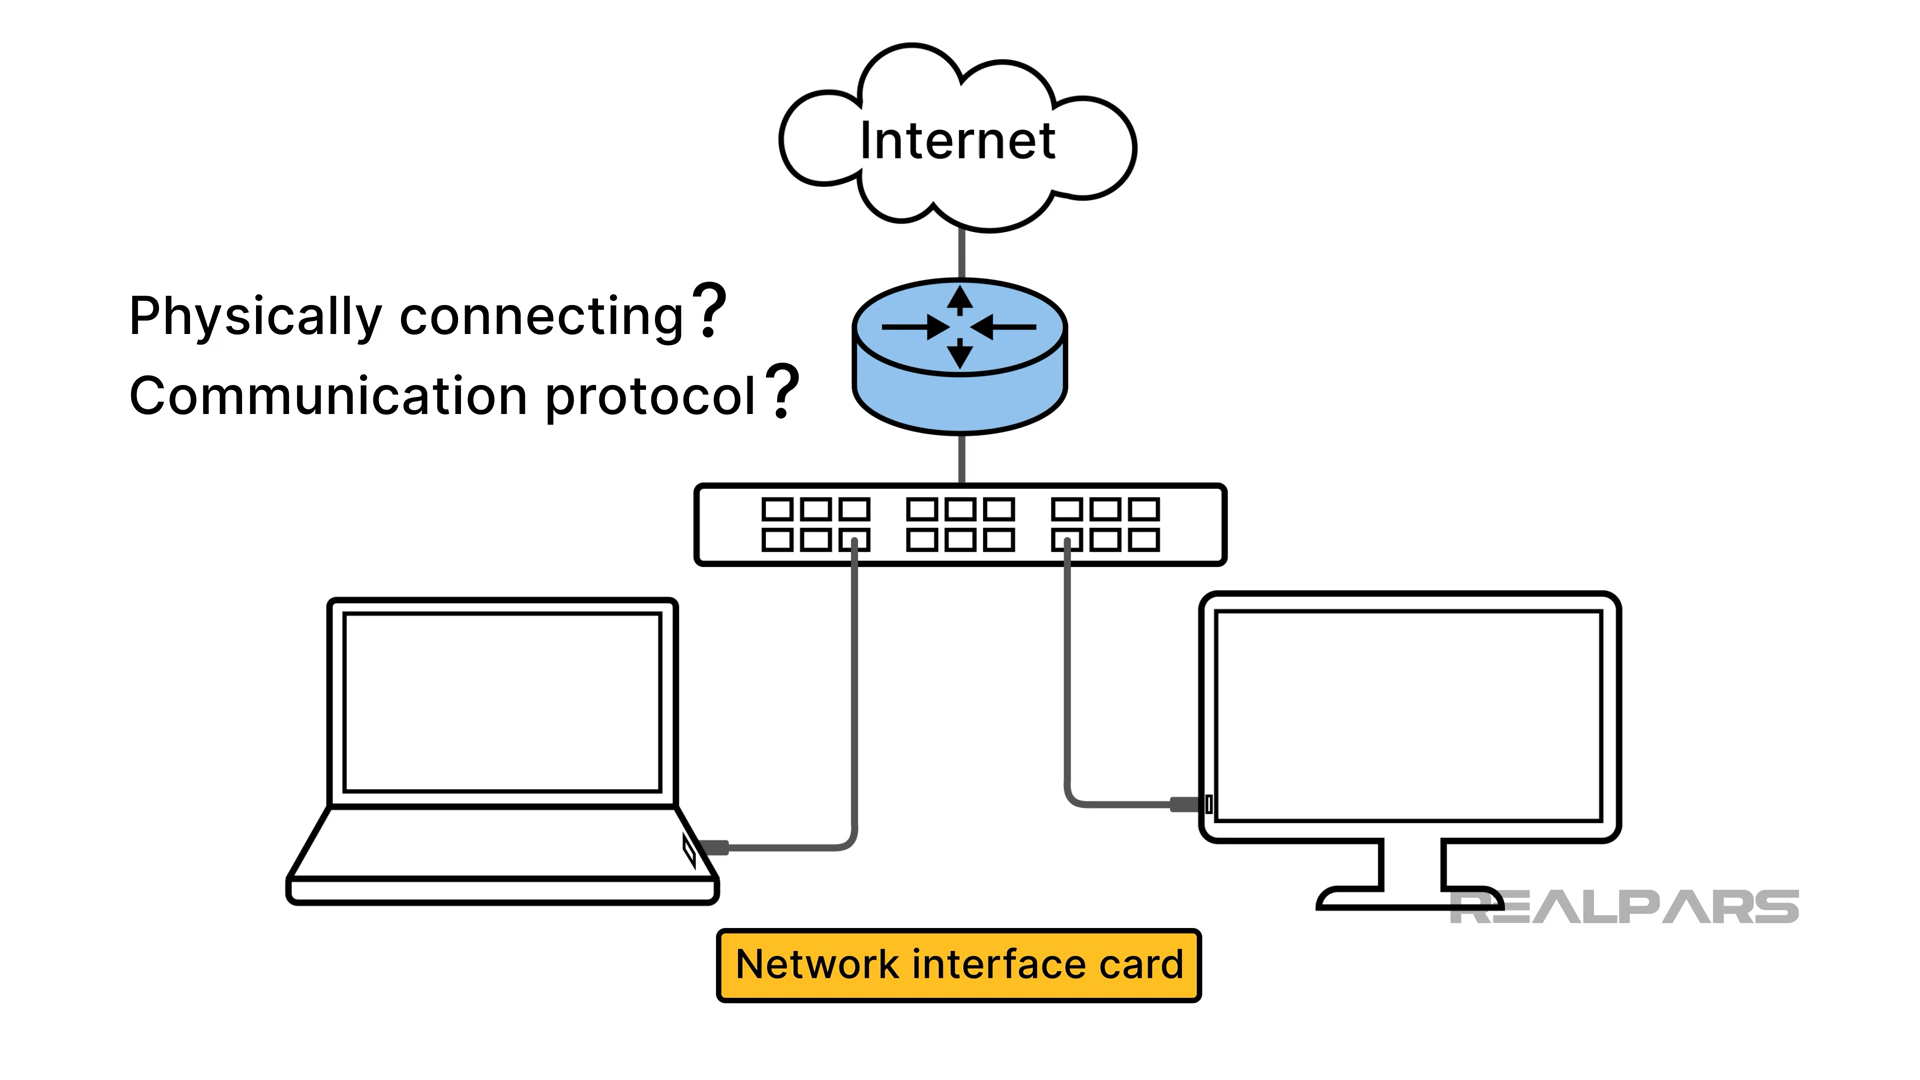 Internet
Physically connecting?
Communication protocol?
REALPARS
Network interface card